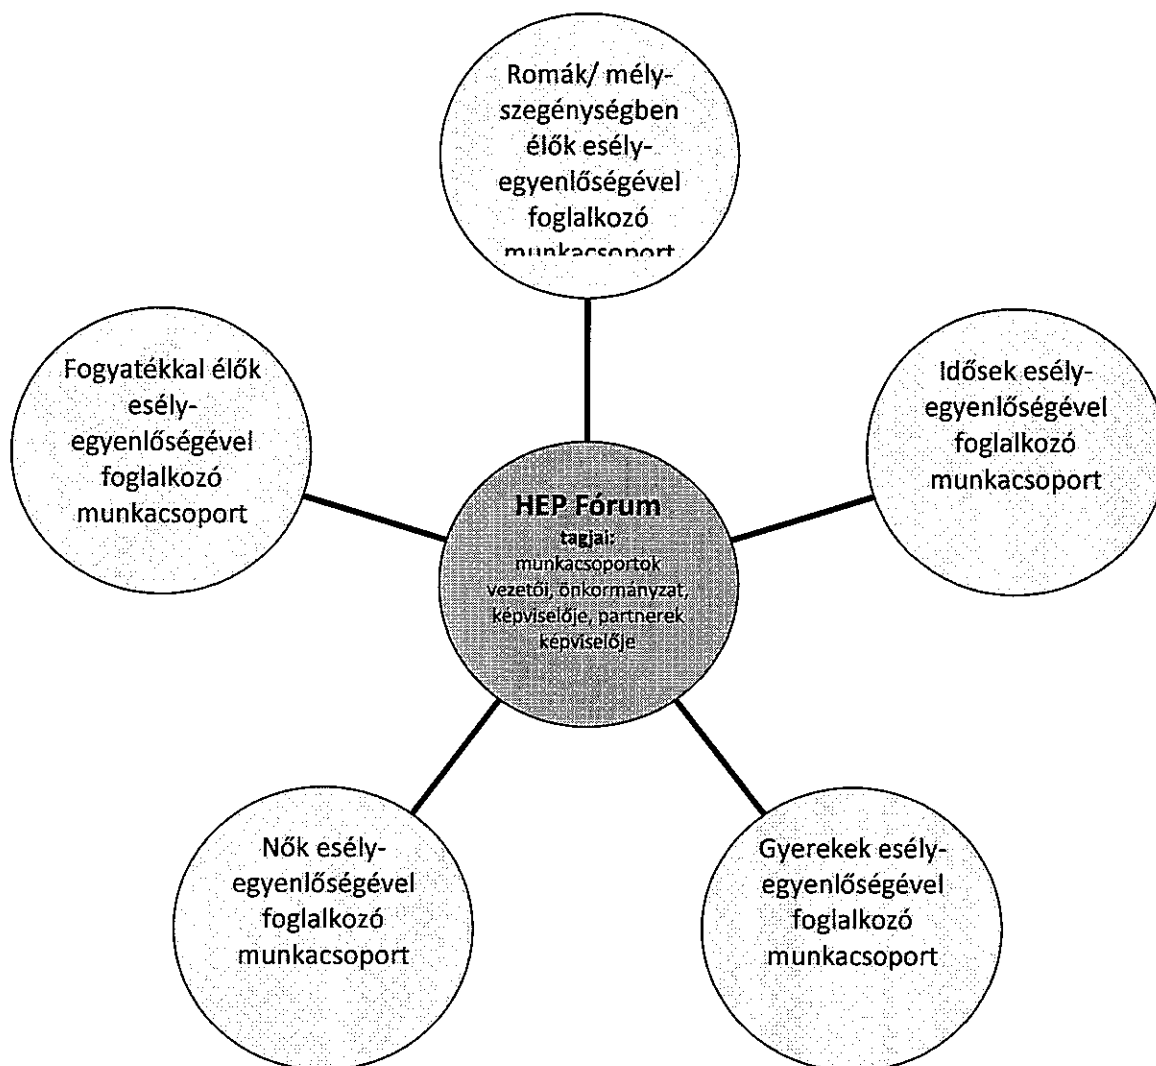 Romák/ mély-
szegénységben
élők esély-
egyenlőségével
foglalkozó
munkacsoport
Fogyatékkal élők
esély-
egyenlőségével
foglalkozó
munkacsoport
Idősek esély-
egyenlőségével
foglalkozó
munkacsoport
HEP Fórum
tagjai:
munkacsoportok
vezetői, önkormányzat,
képviselője, partnerek
képviselője
Nők esély-
egyenlőségével
foglalkozó
munkacsoport
Gyerekek esély-
egyenlőségével
foglalkozó
munkacsoport